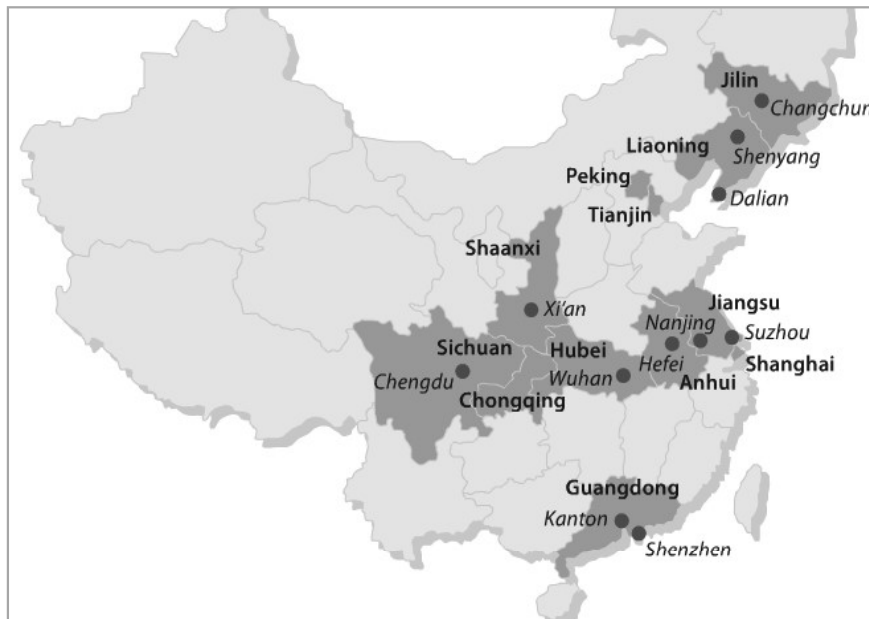 Jilin
Changchun
Liaoning
Shenyang
Peking
Dalian
Tianjin
Shaanxi
Jiangsu
Xi'an
Nanjing
Suzhou
Sichuan
Hubei
Hefei
Shanghai
Chengdu
Wuhan
Anhui
Chongqing
Guangdong
Kanton
Shenzhen